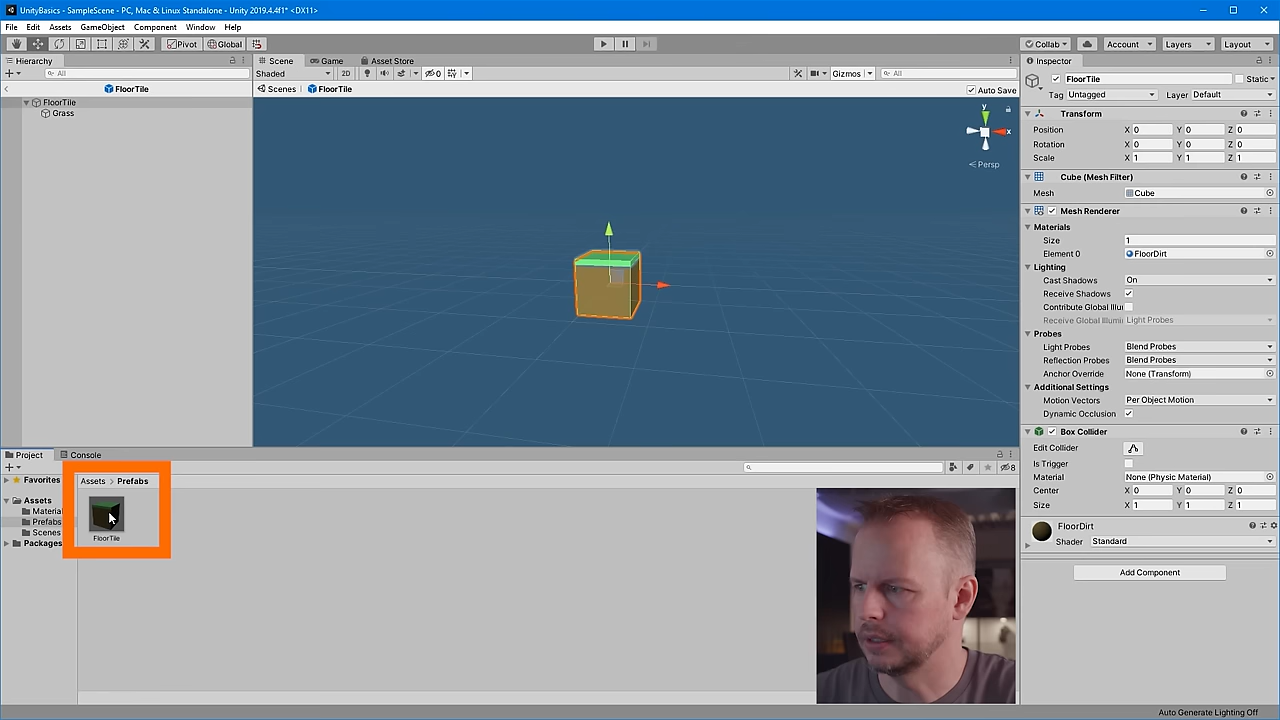 UnityBasics - SampleScene - PC, Mac & Linux Standalone - Unity 2019.4.4f1* <DX11>
File Edit Assets GameObject Component Window Help
Pivot Global Collab Account Layers Layout
Hierarchy
All
FloorTile
FloorTile
Grass
Scene Game Asset Store
Shaded 2D 0 Gizmos All
Scenes FloorTile Auto Save
y
x
Persp
Inspector
FloorTile Static
Tag Untagged Layer Default
Transform
Position X 0 Y 0 Z 0
Rotation X 0 Y 0 Z 0
Scale X 1 Y 1 Z 1
Cube (Mesh Filter)
Mesh Cube
Mesh Renderer
Materials
Size 1
Element 0 FloorDirt
Lighting
Cast Shadows On
Receive Shadows
Contribute Global Illu
Receive Global Illumi Light Probes
Probes
Light Probes Blend Probes
Reflection Probes Blend Probes
Anchor Override None (Transform)
Additional Settings
Motion Vectors Per Object Motion
Dynamic Occlusion
Box Collider
Edit Collider
Is Trigger
Material None (Physic Material)
Center X 0 Y 0 Z 0
Size X 1 Y 1 Z 1
FloorDirt
Shader Standard
Add Component
Project Console
8
Favorites
Assets
Material
Prefabs
Scenes
Packages
Assets > Prefabs
FloorTile
Auto Generate Lighting Off